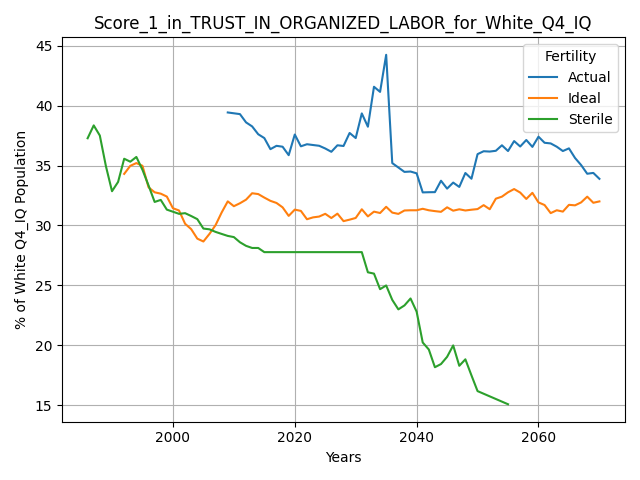 Score_1_in_TRUST_IN_ORGANIZED_LABOR_for_White_Q4_IQ
Fertility
Actual
Ideal
Sterile
% of White Q4_IQ Population
45
40
35
30
25
20
15
2000
2020
2040
2060
Years